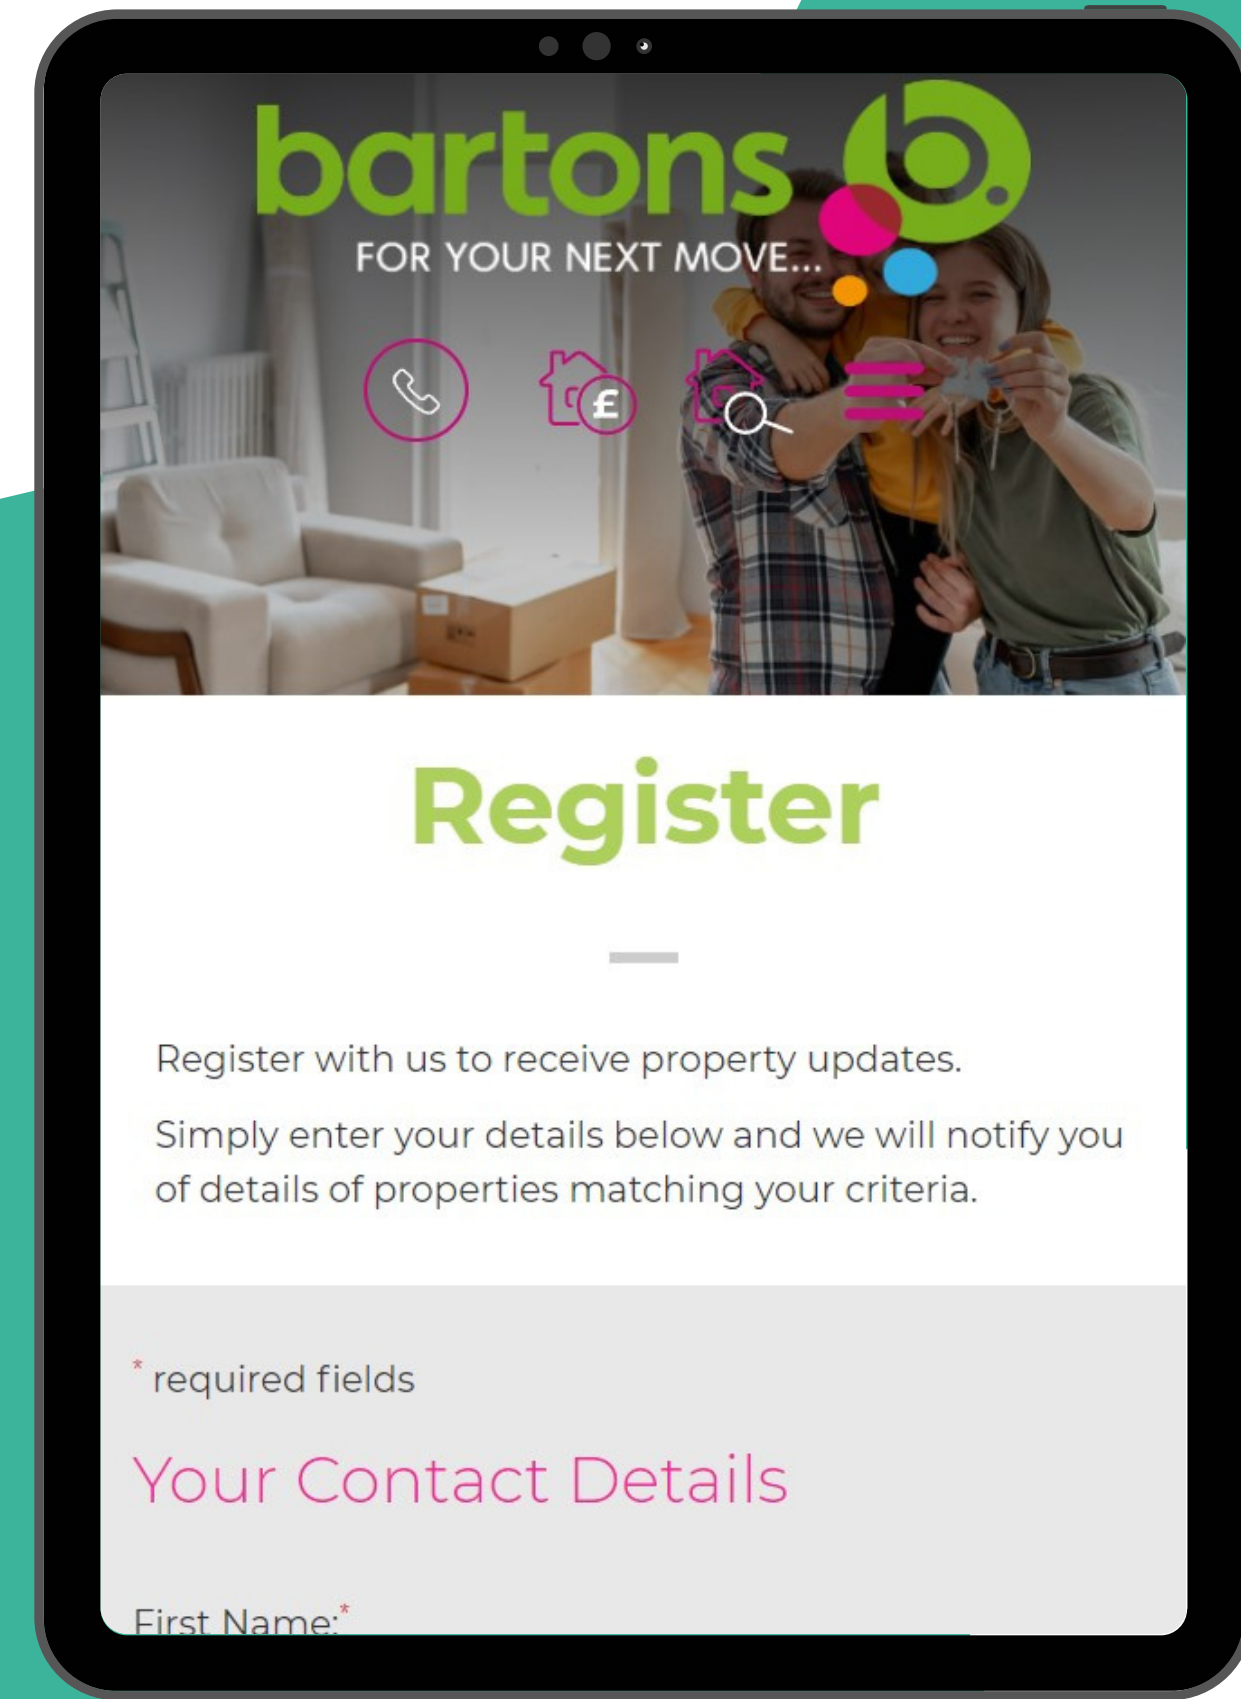 bartons
FOR YOUR NEXT MOVE...
£
Register
Register with us to receive property updates.
Simply enter your details below and we will notify you
of details of properties matching your criteria.
* required fields
Your Contact Details
First Name:*